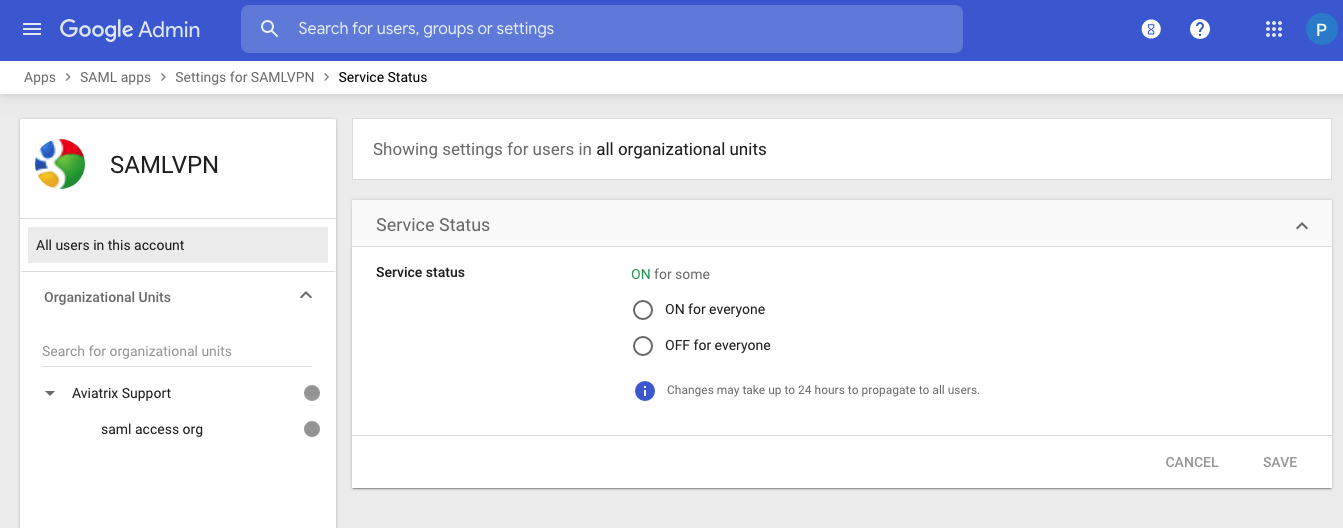 Google Admin
Search for users, groups or settings
P
Apps > SAML apps > Settings for SAMLVPN > Service Status
SAMLVPN
All users in this account
Organizational Units
Search for organizational units
Aviatrix Support
saml access org
Showing settings for users in all organizational units
Service Status
Service status
ON for some
ON for everyone
OFF for everyone
Changes may take up to 24 hours to propagate to all users.
CANCEL SAVE